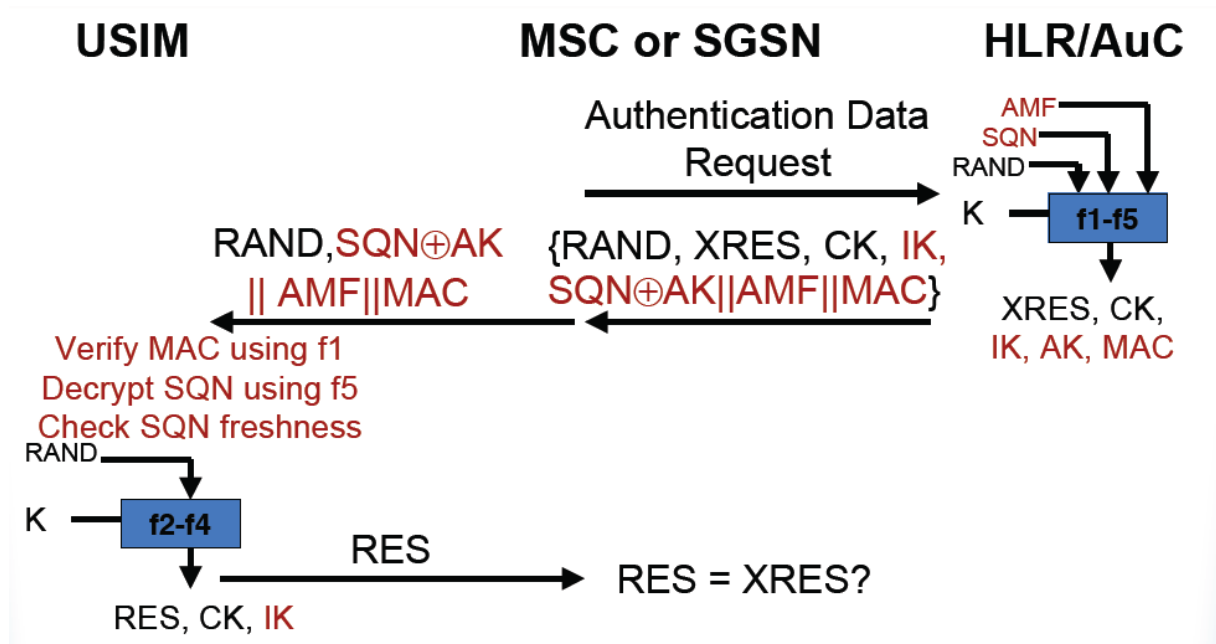 USIM
MSC or SGSN
HLR/AuC
Authentication Data
Request
AMF
SQN
RAND
K
f1-f5
XRES, CK,
IK, AK, MAC
{RAND, XRES, CK, IK,
SQN⊕AK||AMF||MAC}
RAND,SQN⊕AK
|| AMF||MAC
Verify MAC using f1
Decrypt SQN using f5
Check SQN freshness
RAND
K
f2-f4
RES, CK, IK
RES
RES = XRES?